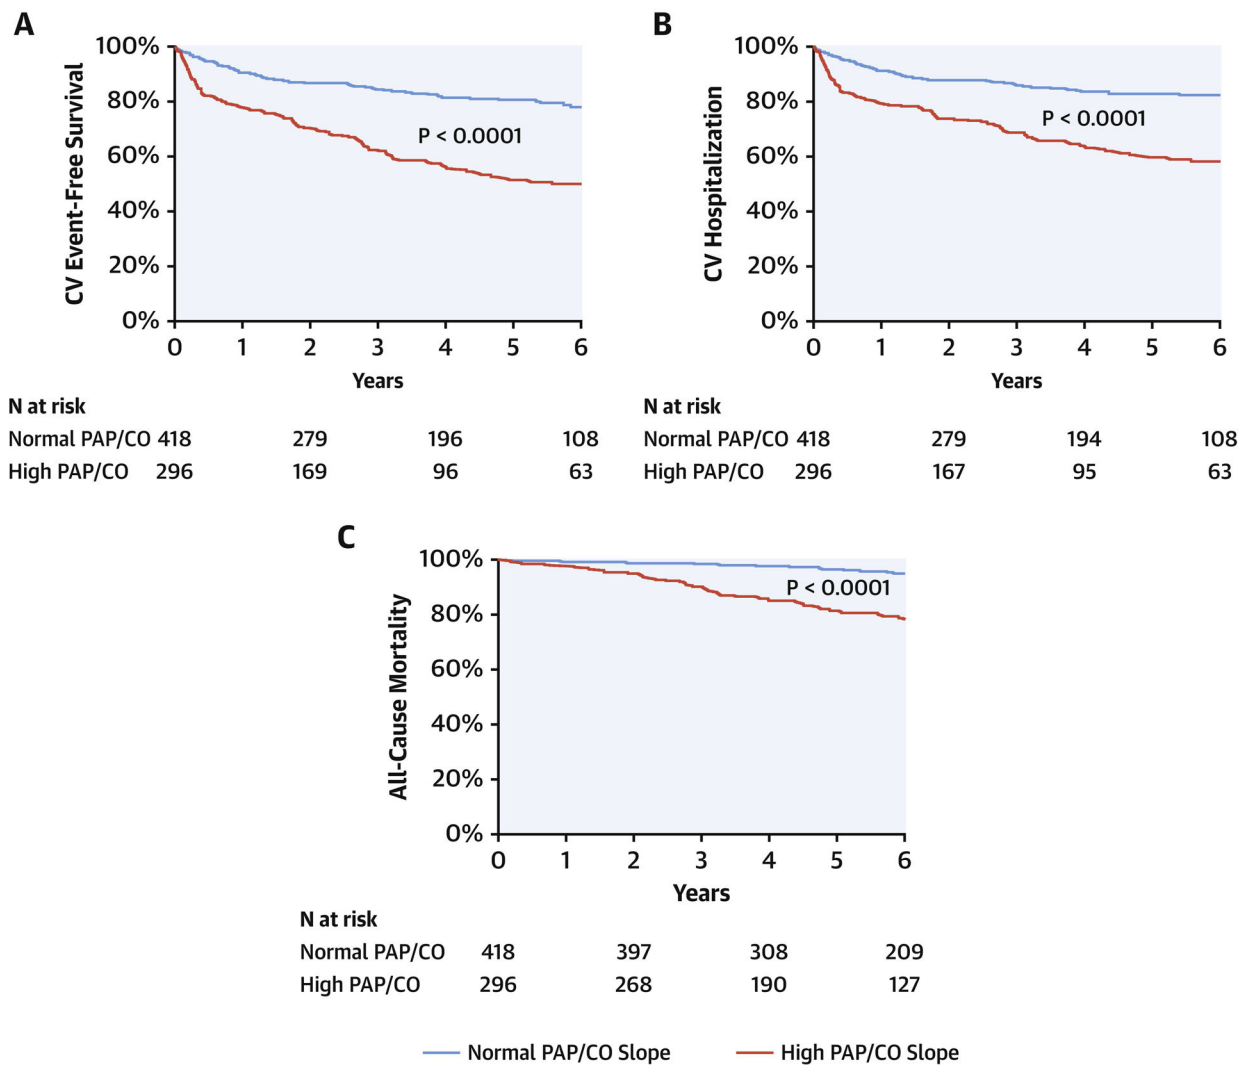 A
CV Event-Free Survival
100%
80%
60%
40%
20%
0%
P < 0.0001
0 1 2 3 4 5 6
Years
N at risk
Normal PAP/CO 418 279 196 108
High PAP/CO 296 169 96 63
B
CV Hospitalization
100%
80%
60%
40%
20%
0%
P < 0.0001
0 1 2 3 4 5 6
Years
N at risk
Normal PAP/CO 418 279 194 108
High PAP/CO 296 167 95 63
C
All-Cause Mortality
100%
80%
60%
40%
20%
0%
P < 0.0001
0 1 2 3 4 5 6
Years
N at risk
Normal PAP/CO 418 397 308 209
High PAP/CO 296 268 190 127
Normal PAP/CO Slope High PAP/CO Slope